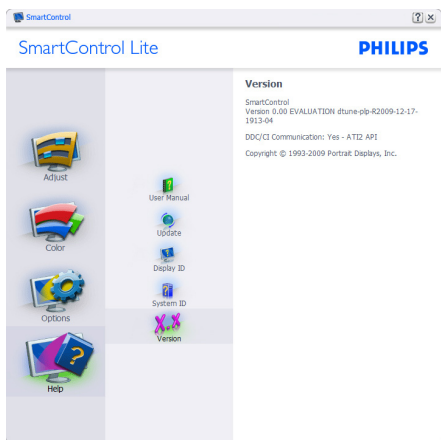 SmartControl
SmartControl Lite
PHILIPS
Adjust
Color
Options
Help
User Manual
Update
Display ID
System ID
X.X
Version
Version
SmartControl
Version 0.00 EVALUATION dtune-plp-R2009-12-17-
1913-04
DDC/CI Communication: Yes - ATI2 API
Copyright © 1993-2009 Portrait Displays, Inc.